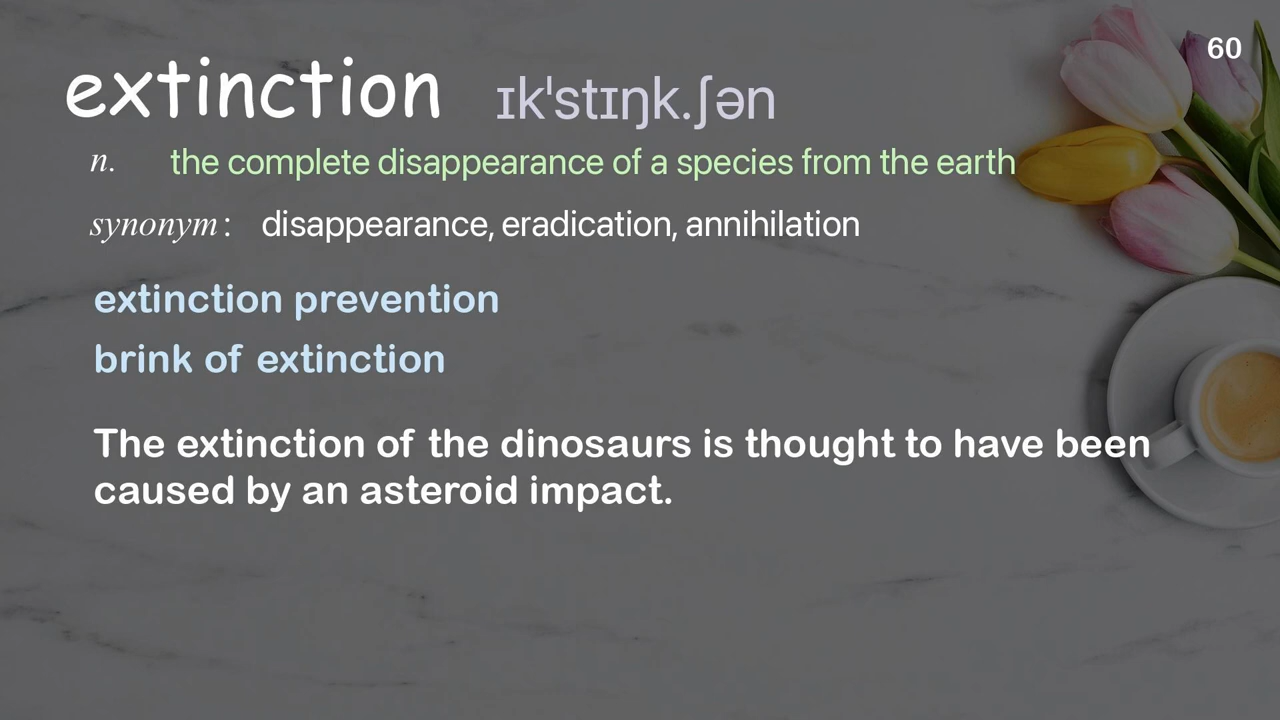 60
extinction ɪkˈstɪŋk.ʃən
n. the complete disappearance of a species from the earth
synonym: disappearance, eradication, annihilation
extinction prevention
brink of extinction
The extinction of the dinosaurs is thought to have been
caused by an asteroid impact.